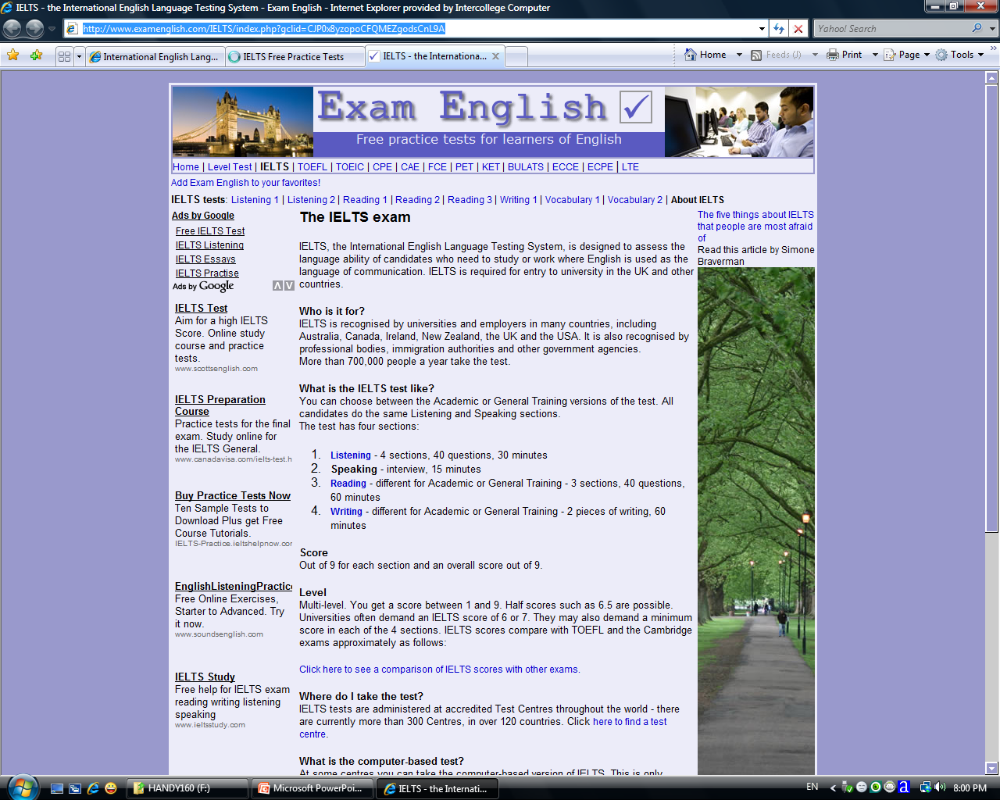 IELTS - the International English Language Testing System - Exam English - Internet Explorer provided by Intercollege Computer
http://www.examenglish.com/IELTS/index.php?gclid=CJP0x8yzopoCFQMEZgodsCnL9A
Yahoo! Search
International English Lang...
IELTS Free Practice Tests
IELTS - the Internationa...
Home
Feeds (J)
Print
Page
Tools
Exam English
Free practice tests for learners of English
Home | Level Test | IELTS | TOEFL | TOEIC | CPE | CAE | FCE | PET | KET | BULATS | ECCE | ECPE | LTE
Add Exam English to your favorites!
IELTS tests: Listening 1 | Listening 2 | Reading 1 | Reading 2 | Reading 3 | Writing 1 | Vocabulary 1 | Vocabulary 2 | About IELTS
Ads by Google
Free IELTS Test
IELTS Listening
IELTS Essays
IELTS Practise
Ads by Google
IELTS Test
Aim for a high IELTS
Score. Online study
course and practice
tests.
www.scottsenglish.com
IELTS Preparation
Course
Practice tests for the final
exam. Study online for
the IELTS General.
www.canadavisa.com/ielts-test.h
Buy Practice Tests Now
Ten Sample Tests to
Download Plus get Free
Course Tutorials.
IELTS-Practice.ieltshelpnow.cor
EnglishListeningPractice
Free Online Exercises,
Starter to Advanced. Try
it now.
www.soundsenglish.com
IELTS Study
Free help for IELTS exam
reading writing listening
speaking
www.ieltsstudy.com
The IELTS exam
IELTS, the International English Language Testing System, is designed to assess the
language ability of candidates who need to study or work where English is used as the
language of communication. IELTS is required for entry to university in the UK and other
countries.
Who is it for?
IELTS is recognised by universities and employers in many countries, including
Australia, Canada, Ireland, New Zealand, the UK and the USA. It is also recognised by
professional bodies, immigration authorities and other government agencies.
More than 700,000 people a year take the test.
What is the IELTS test like?
You can choose between the Academic or General Training versions of the test. All
candidates do the same Listening and Speaking sections.
The test has four sections:
1. Listening - 4 sections, 40 questions, 30 minutes
2. Speaking - interview, 15 minutes
3. Reading - different for Academic or General Training - 3 sections, 40 questions,
60 minutes
4. Writing - different for Academic or General Training - 2 pieces of writing, 60
minutes
Score
Out of 9 for each section and an overall score out of 9.
Level
Multi-level. You get a score between 1 and 9. Half scores such as 6.5 are possible.
Universities often demand an IELTS score of 6 or 7. They may also demand a minimum
score in each of the 4 sections. IELTS scores compare with TOEFL and the Cambridge
exams approximately as follows:
Click here to see a comparison of IELTS scores with other exams.
Where do I take the test?
IELTS tests are administered at accredited Test Centres throughout the world - there
are currently more than 300 Centres, in over 120 countries. Click here to find a test
centre.
What is the computer-based test?
At some centres you can take the computer-based version of IELTS. This is only
The five things about IELTS
that people are most afraid
of
Read this article by Simone
Braverman
HANDY160 (F:)
Microsoft PowerPoi...
IELTS - the Internati...
EN
a
8:00 PM